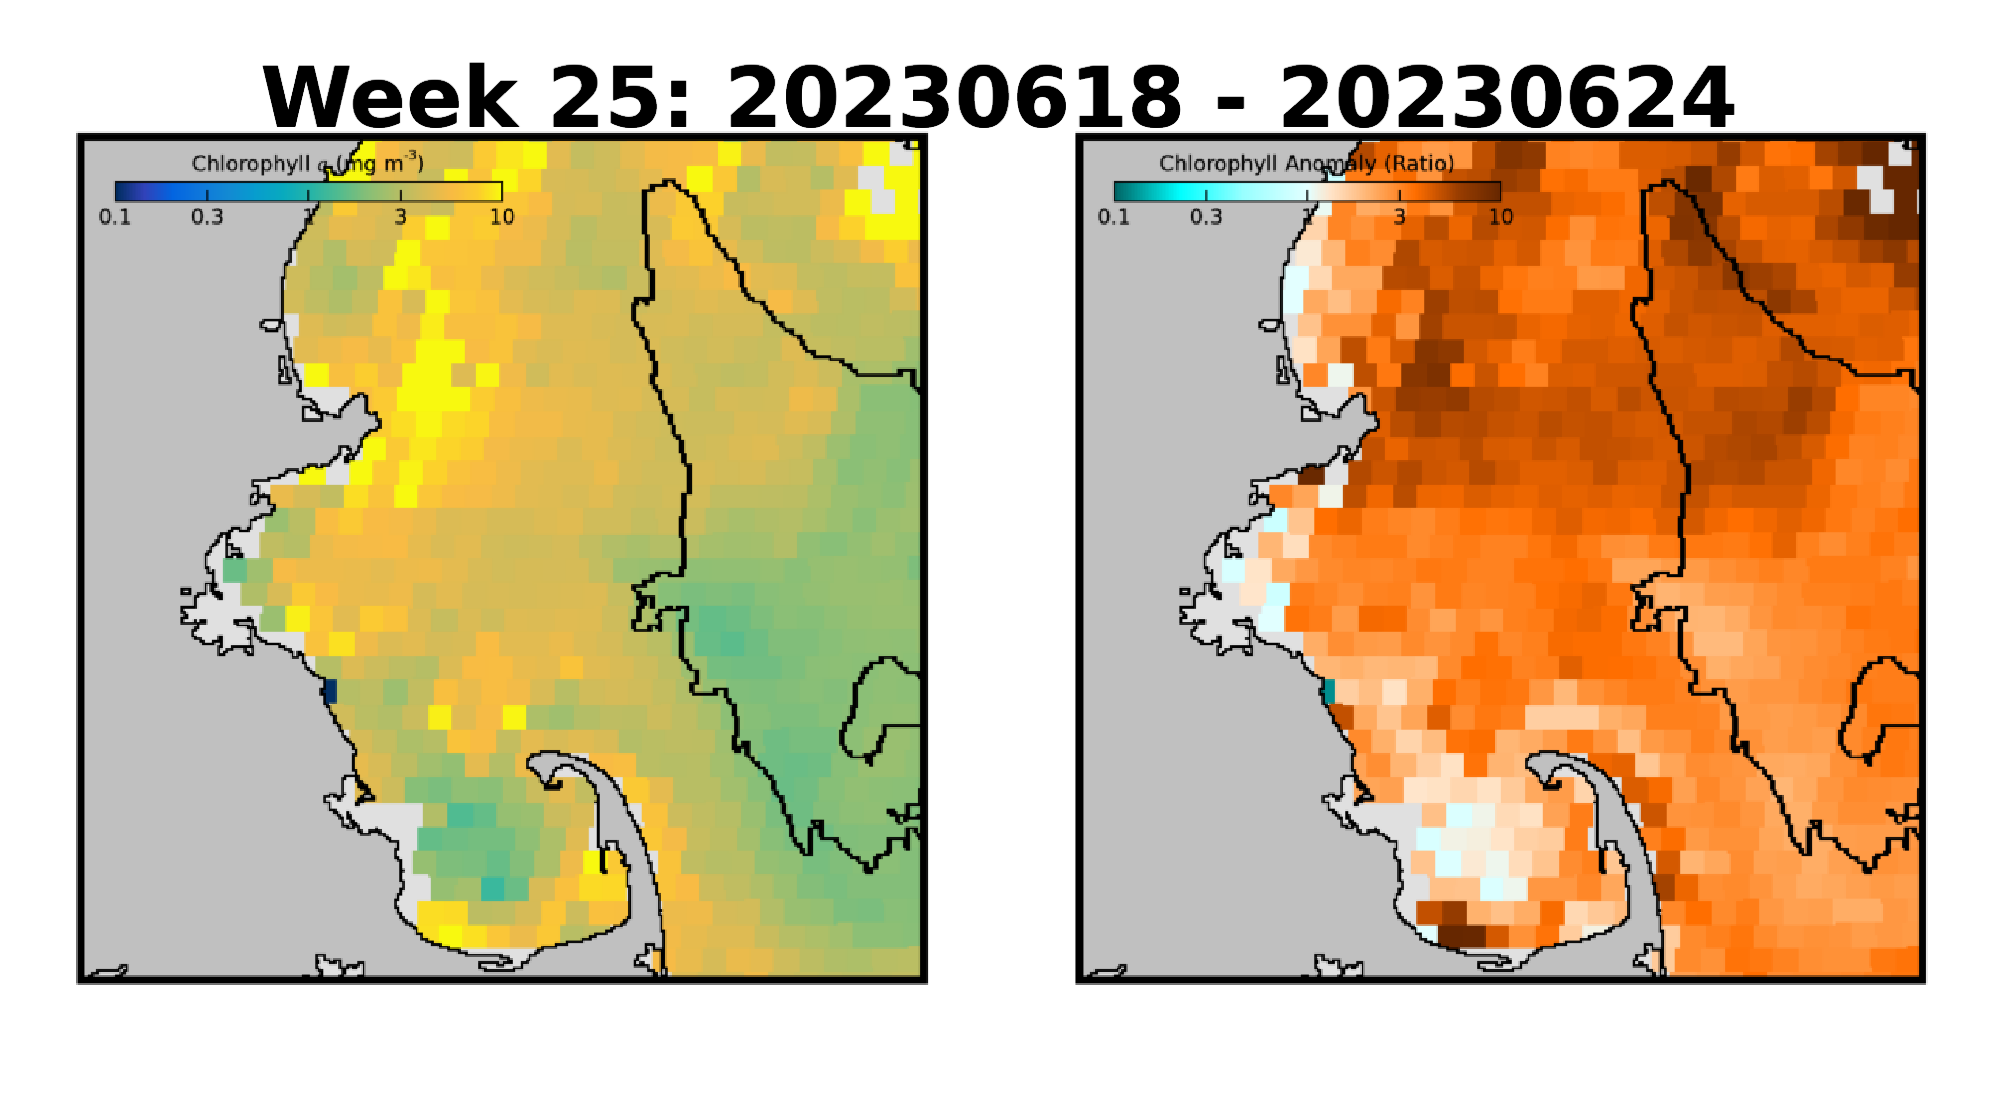 Week 25: 20230618 - 20230624
Chlorophyll a (mg m-3)
0.1 0.3 1 3 10
Chlorophyll Anomaly (Ratio)
0.1 0.3 1 3 10